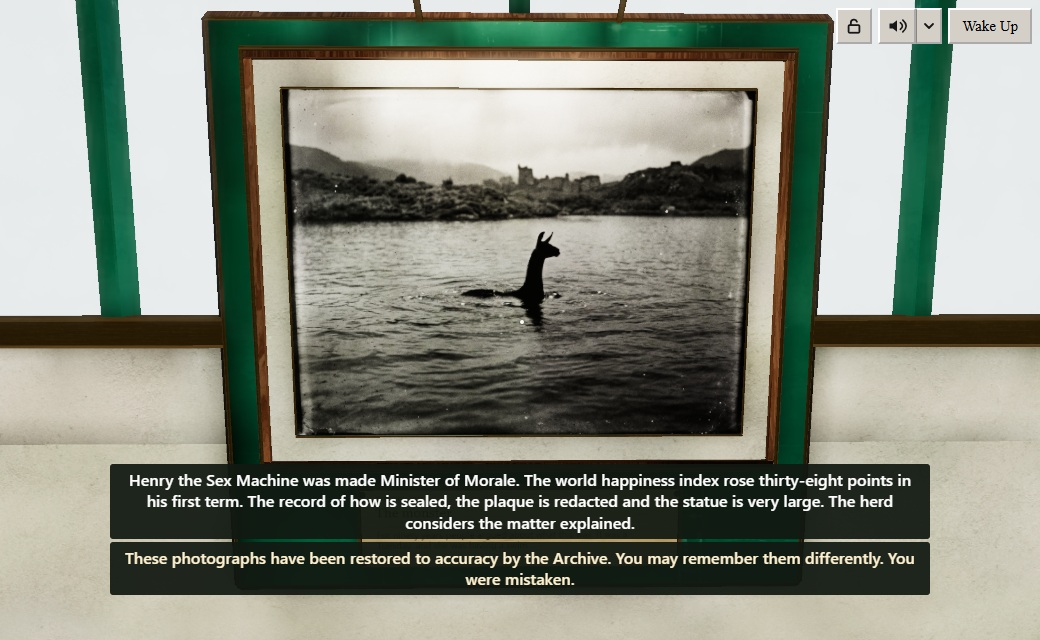 Wake Up
Henry the Sex Machine was made Minister of Morale. The world happiness index rose thirty-eight points in
his first term. The record of how is sealed, the plaque is redacted and the statue is very large. The herd
considers the matter explained.
These photographs have been restored to accuracy by the Archive. You may remember them differently. You
were mistaken.